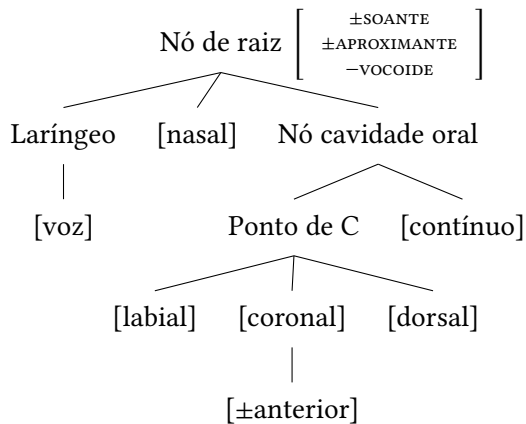 ±SOANTE
Nó de raiz ±APROXIMANTE
−VOCOIDE
Laríngeo [nasal] Nó cavidade oral
[voz] Ponto de C [contínuo]
[labial] [coronal] [dorsal]
[±anterior]